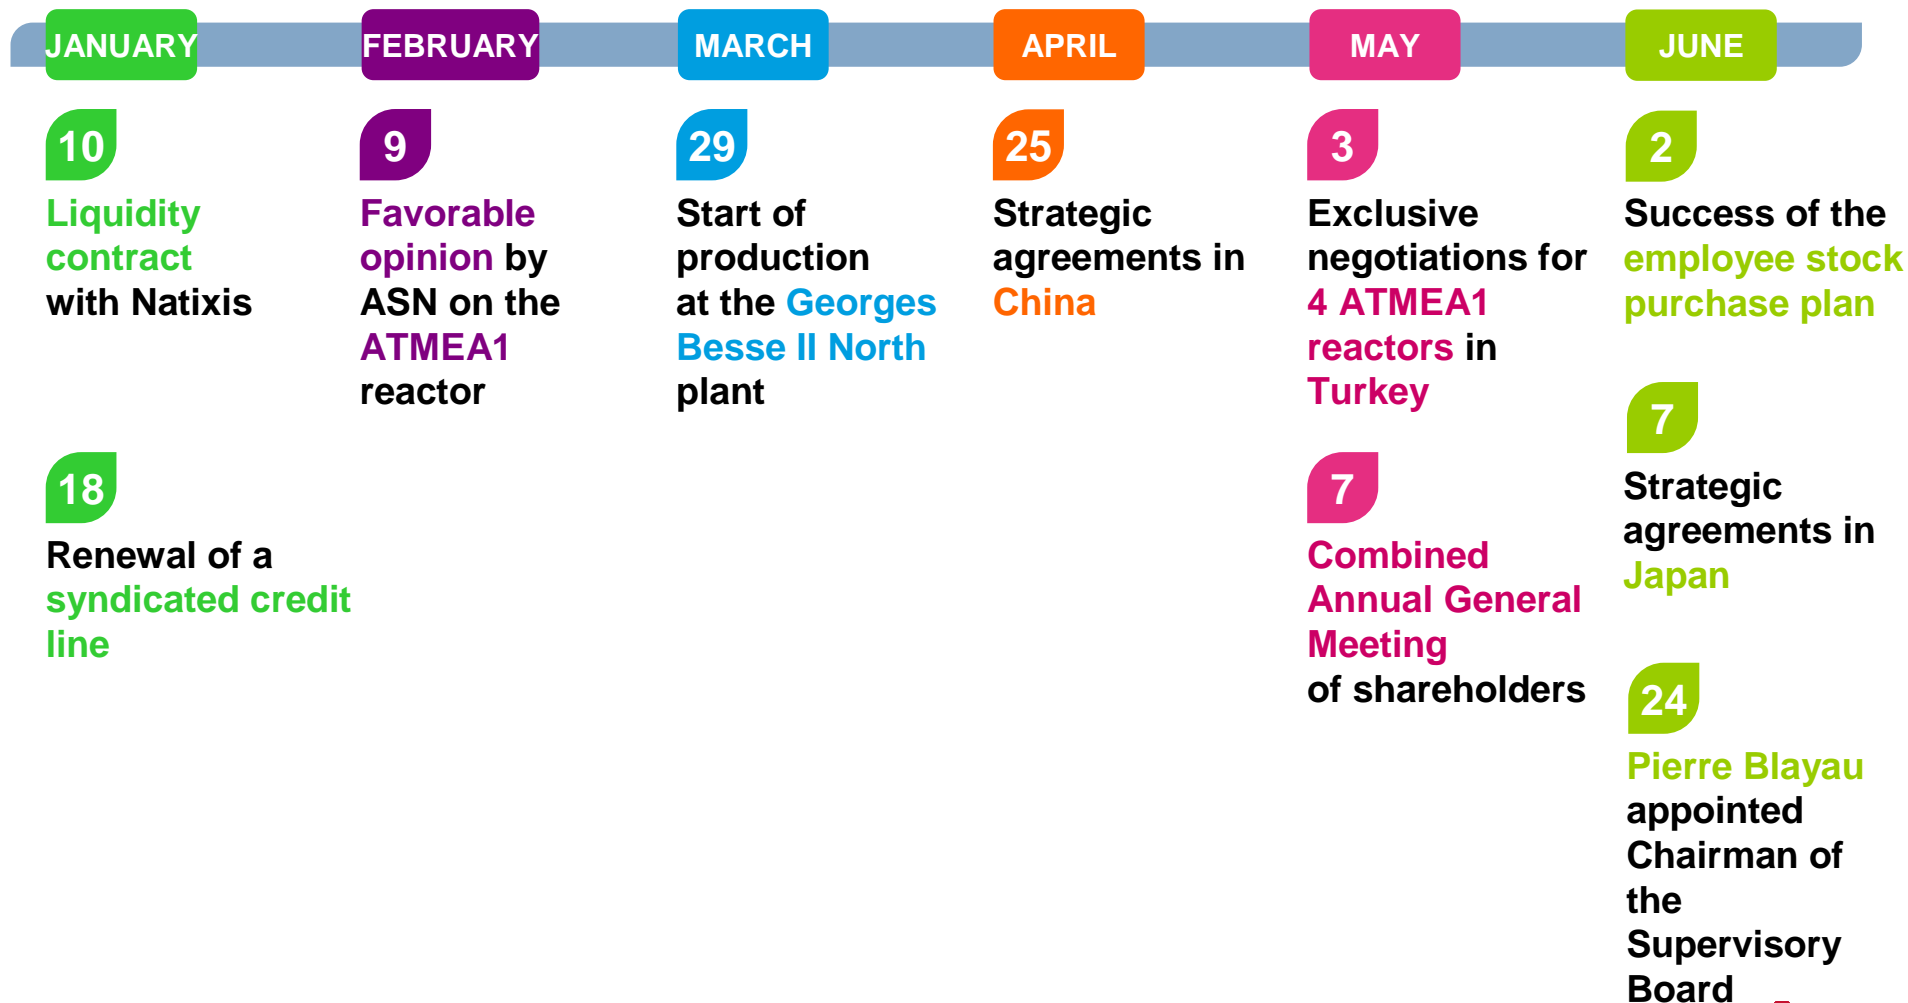 JANUARY
FEBRUARY
MARCH
APRIL
MAY
JUNE
10
Liquidity
contract
with Natixis
18
Renewal of a
syndicated credit
line
9
Favorable
opinion by
ASN on the
ATMEA1
reactor
29
Start of
production
at the Georges
Besse II North
plant
25
Strategic
agreements in
China
3
Exclusive
negotiations for
4 ATMEA1
reactors in
Turkey
7
Combined
Annual General
Meeting
of shareholders
2
Success of the
employee stock
purchase plan
7
Strategic
agreements in
Japan
24
Pierre Blayau
appointed
Chairman of
the
Supervisory
Board